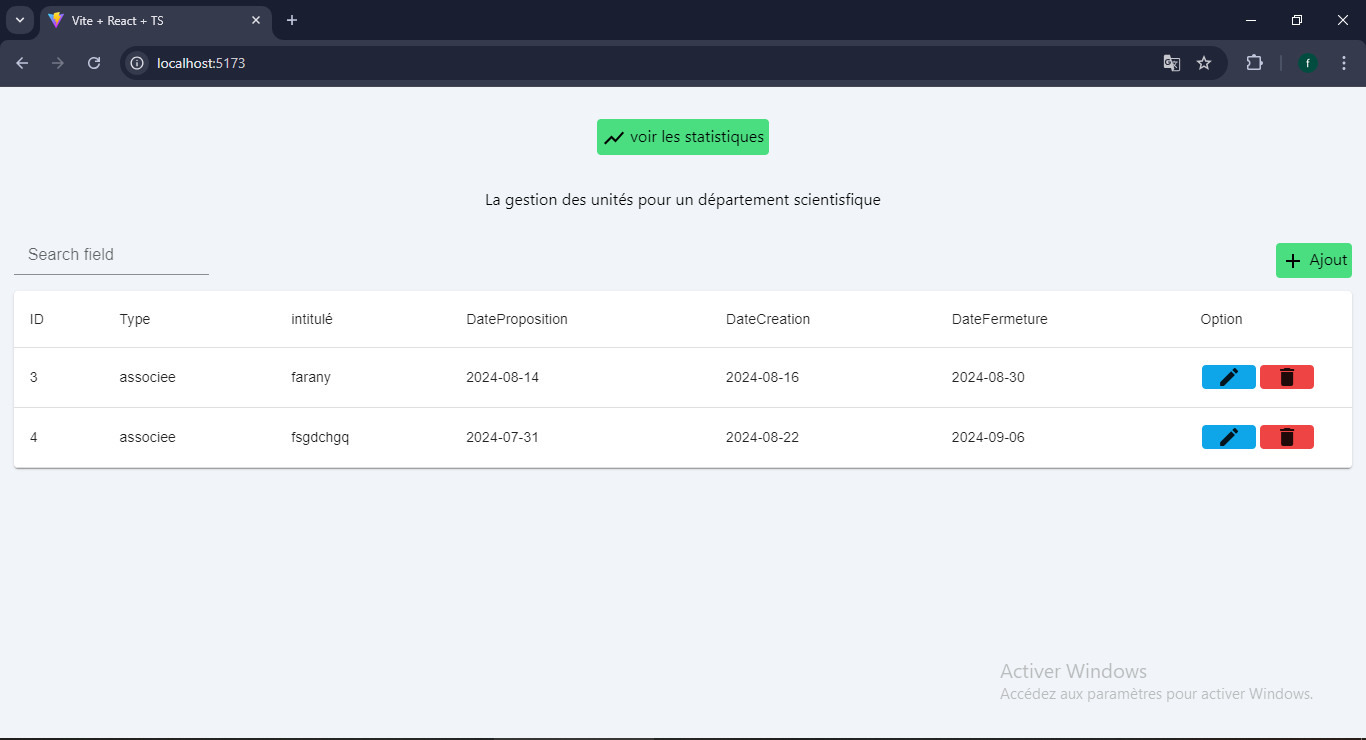 Vite + React + TS
localhost:5173
f
voir les statistiques
La gestion des unités pour un département scientisfique
Search field
Ajout
ID Type intitulé DateProposition DateCreation DateFermeture Option
3 associee farany 2024-08-14 2024-08-16 2024-08-30
4 associee fsgdchgq 2024-07-31 2024-08-22 2024-09-06
Activer Windows
Accédez aux paramètres pour activer Windows.